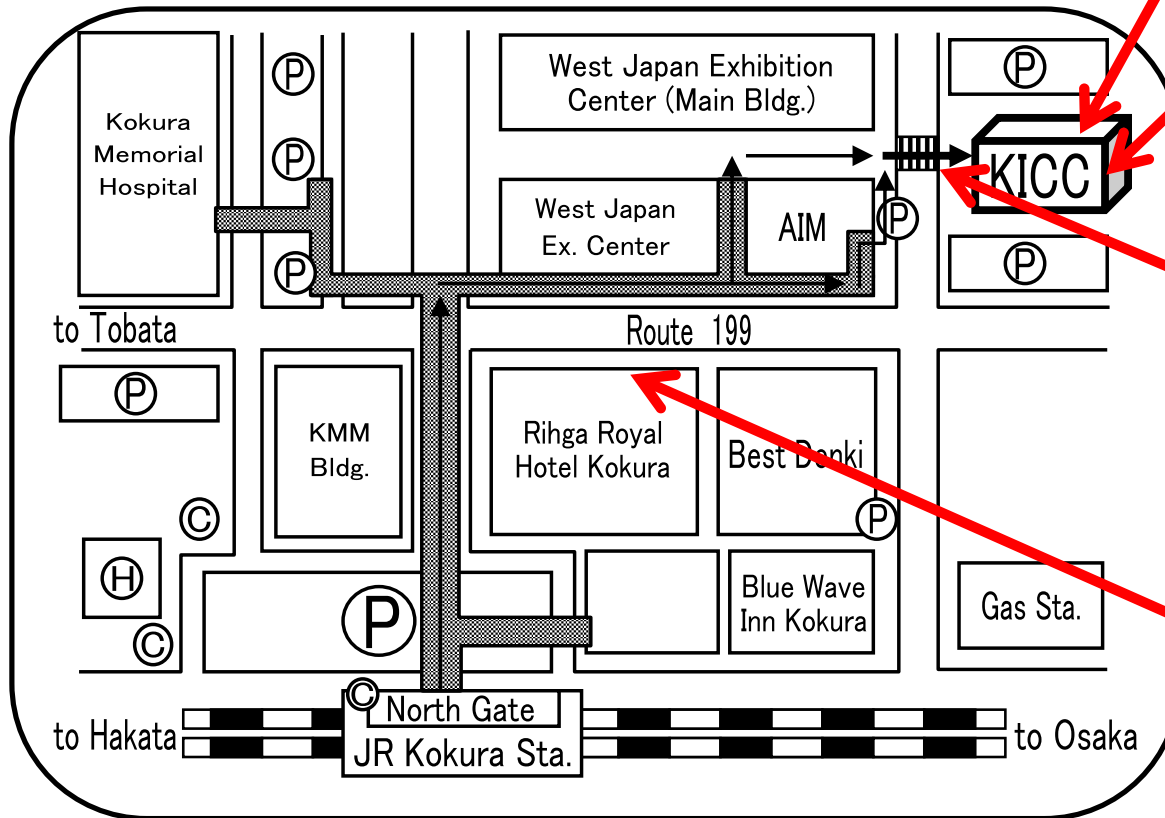 West Japan Exhibition
Center (Main Bldg.)
P
P
Kokura
Memorial
Hospital
P
KICC
West Japan
Ex. Center
AIM
P
P
P
to Tobata
Route 199
P
KMM
Bldg.
Rihga Royal
Hotel Kokura
Best Denki
C
P
H
C
P
Blue Wave
Inn Kokura
Gas Sta.
C
North Gate
to Hakata
JR Kokura Sta.
to Osaka